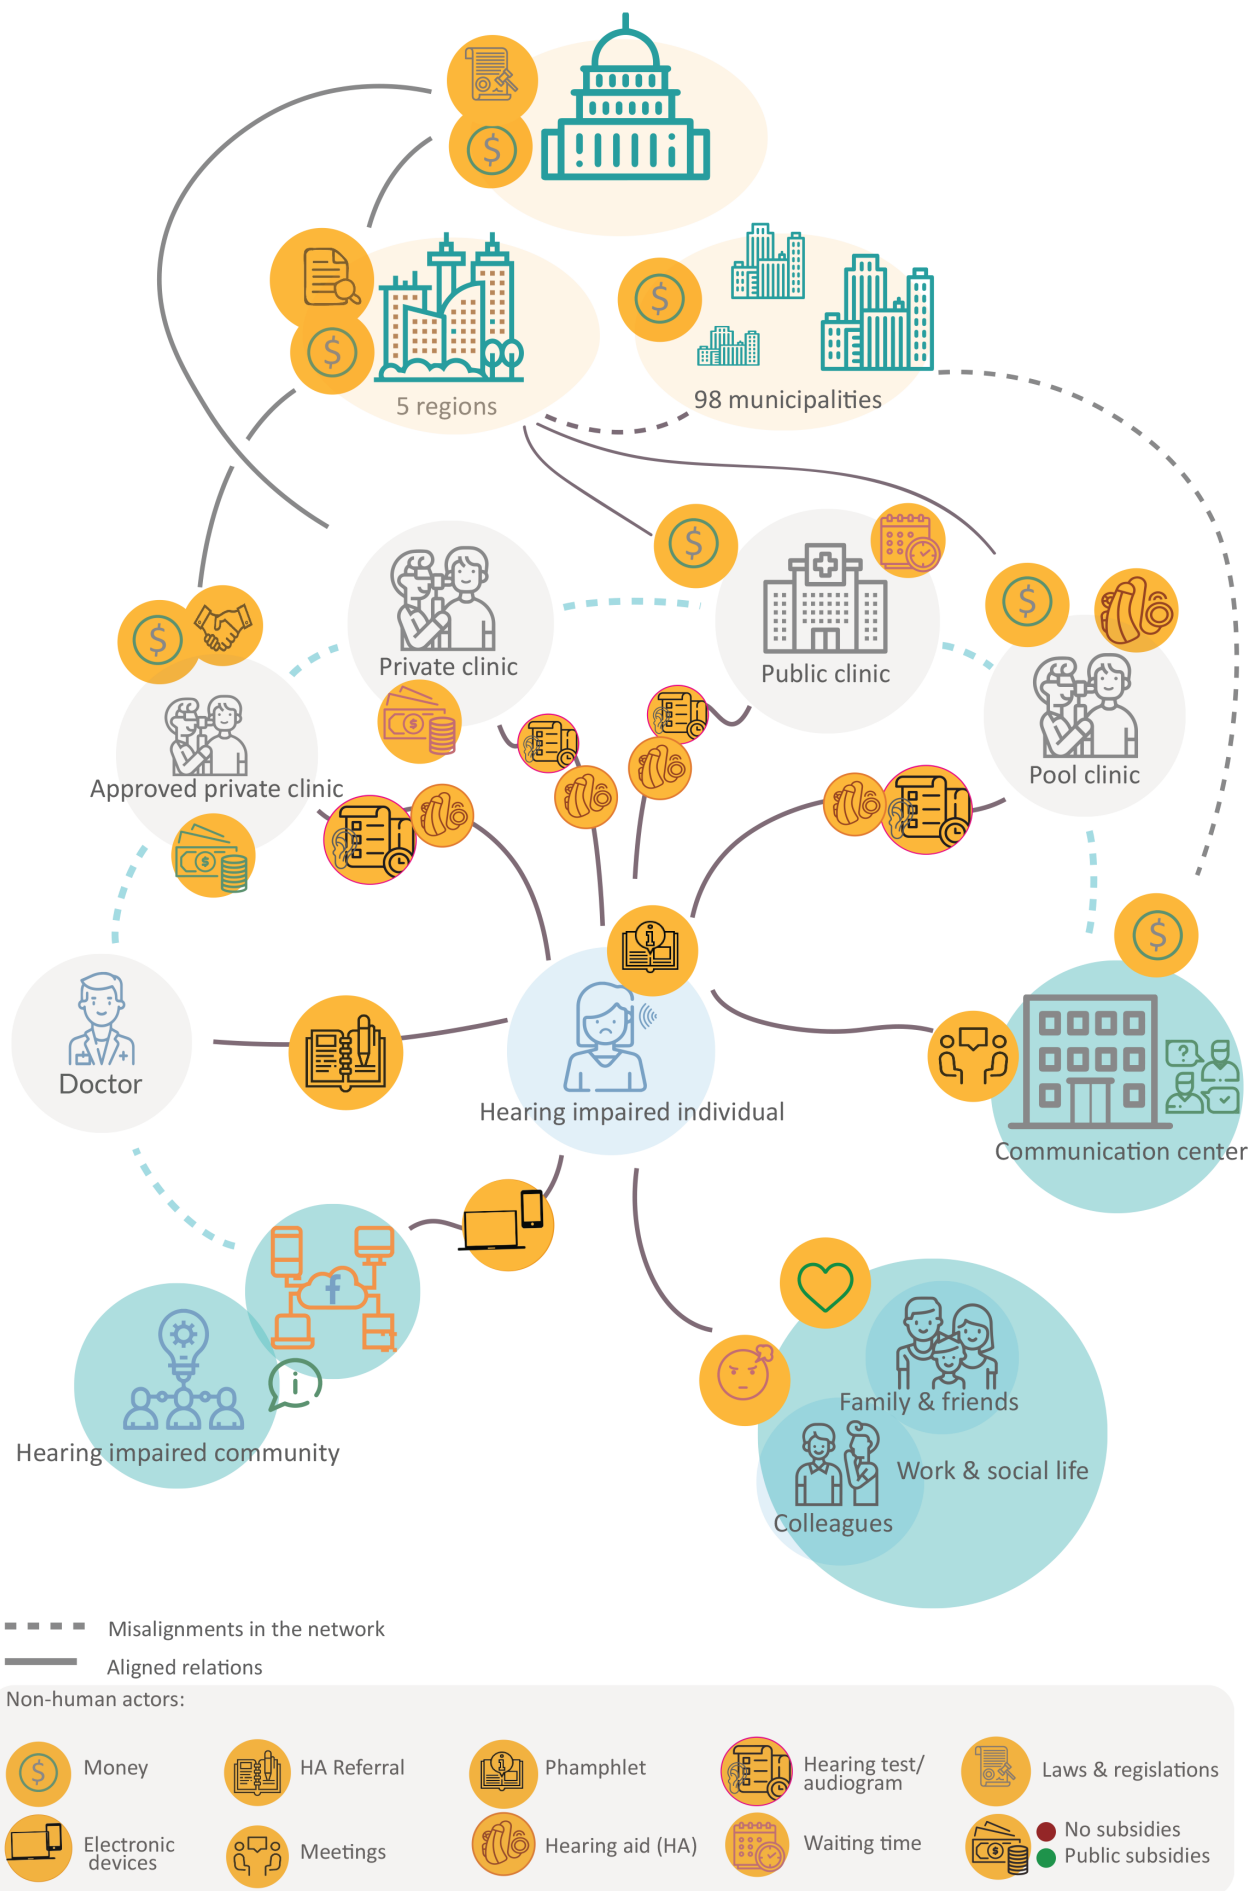 5 regions
98 municipalities
Private clinic
Public clinic
Approved private clinic
Pool clinic
Doctor
Hearing impaired individual
Communication center
Hearing impaired community
Family & friends
Work & social life
Colleagues
Misalignments in the network
Aligned relations
Non-human actors:
Money
HA Referral
Phamphlet
Hearing test/
audiogram
Laws & regislations
Electronic
devices
Meetings
Hearing aid (HA)
Waiting time
No subsidies
Public subsidies